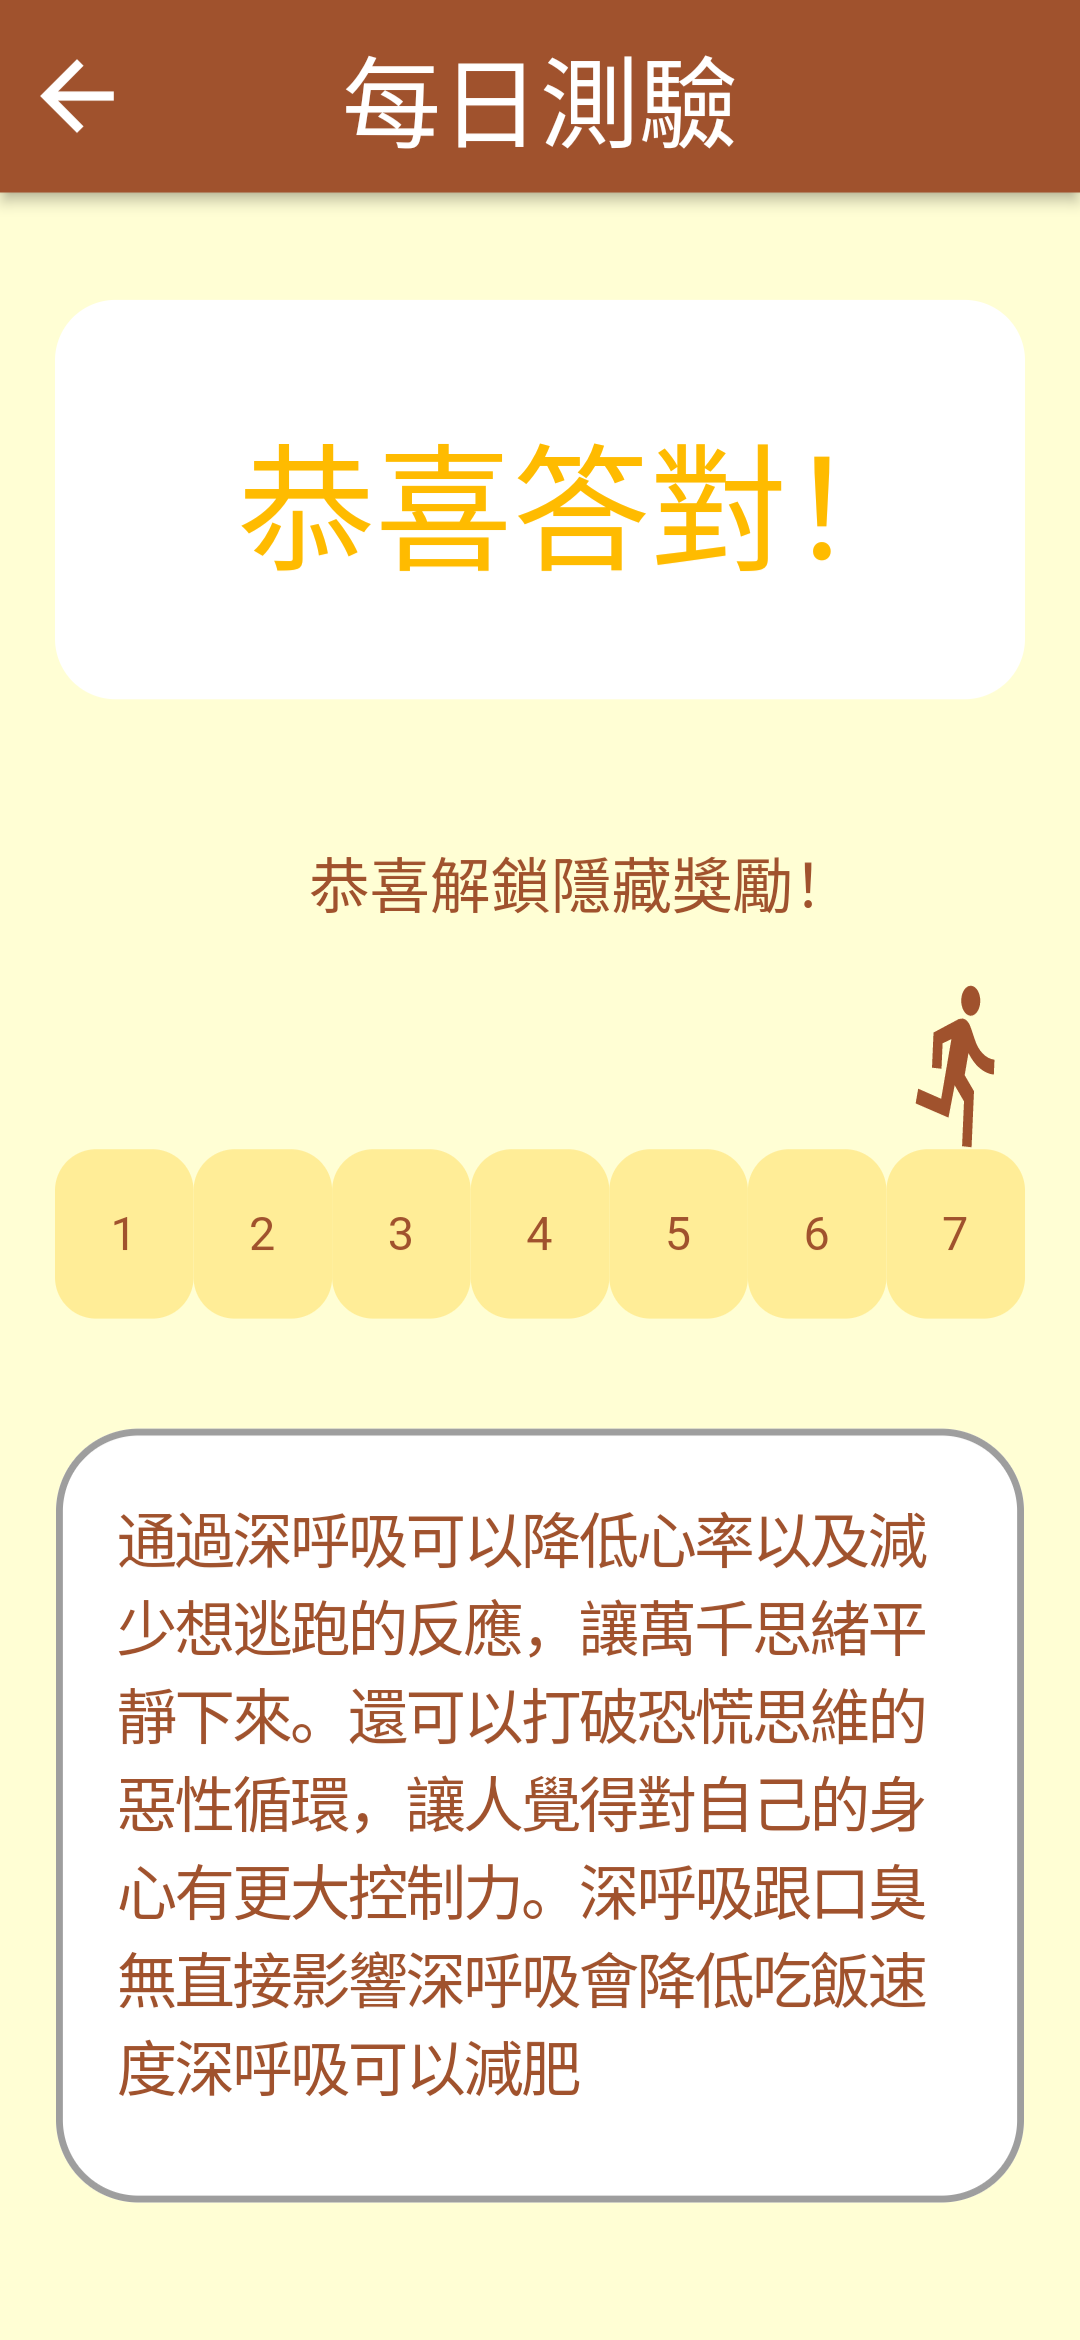 每日測驗
恭喜答對！
恭喜解鎖隱藏獎勵！
1 2 3 4 5 6 7
通過深呼吸可以降低心率以及減
少想逃跑的反應，讓萬千思緒平
靜下來。還可以打破恐慌思維的
惡性循環，讓人覺得對自己的身
心有更大控制力。深呼吸跟口臭
無直接影響深呼吸會降低吃飯速
度深呼吸可以減肥